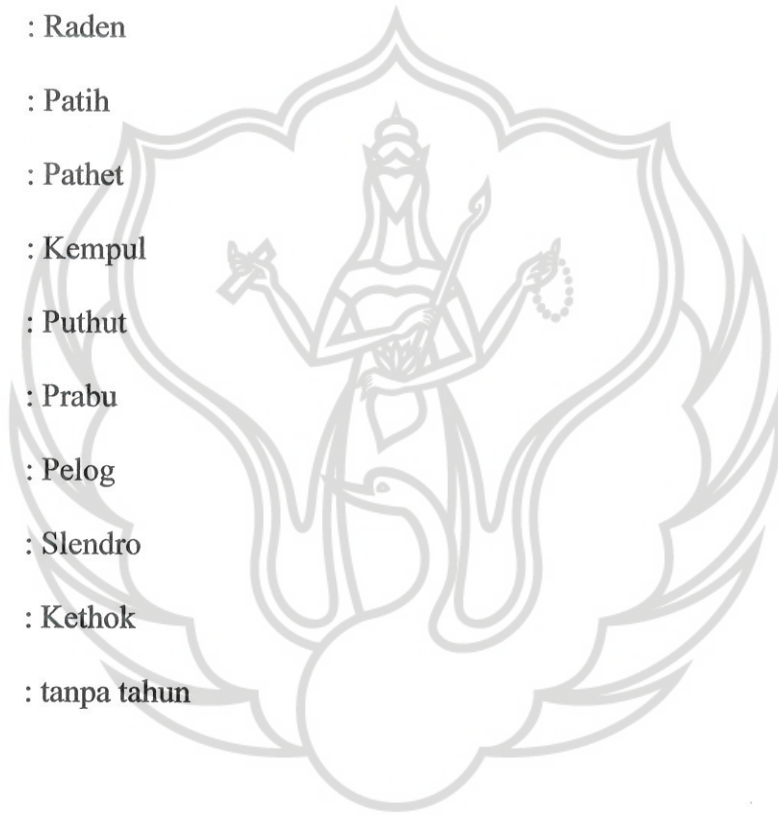 : Raden
: Patih
: Pathet
: Kempul
: Puthut
: Prabu
: Pelog
: Slendro
: Kethok
: tanpa tahun